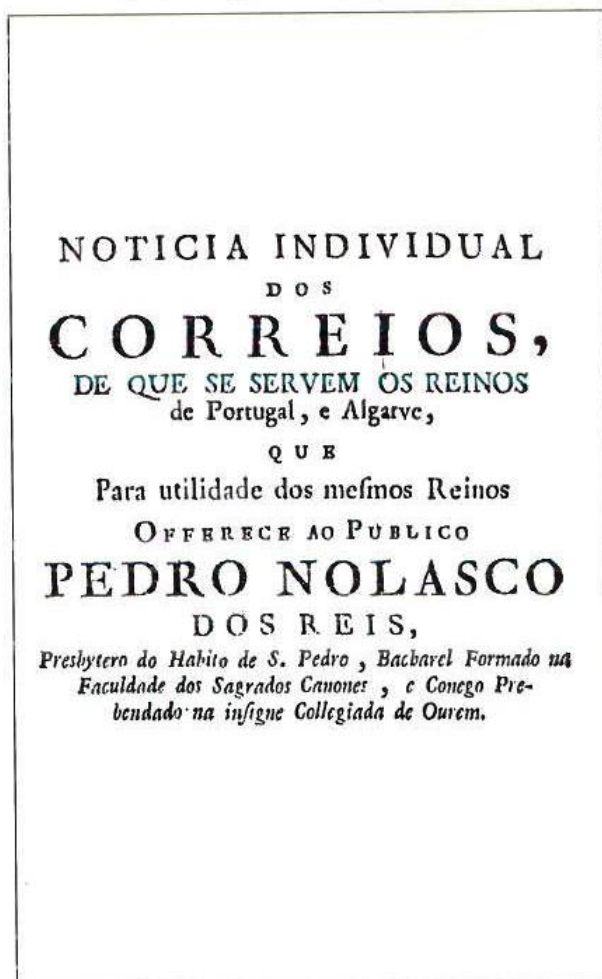 NOTICIA INDIVIDUAL
DOS
CORREIOS,
DE QUE SE SERVEM OS REINOS
de Portugal, e Algarve,
QUE
Para utilidade dos meſmos Reinos
OFFERECE AO PUBLICO
PEDRO NOLASCO
DOS REIS,
Presbytero do Habito de S. Pedro, Bacharel Formado na
Faculdade dos Sagrados Canones, e Conego Pre-
bendado na inſigne Collegiada de Ourem.